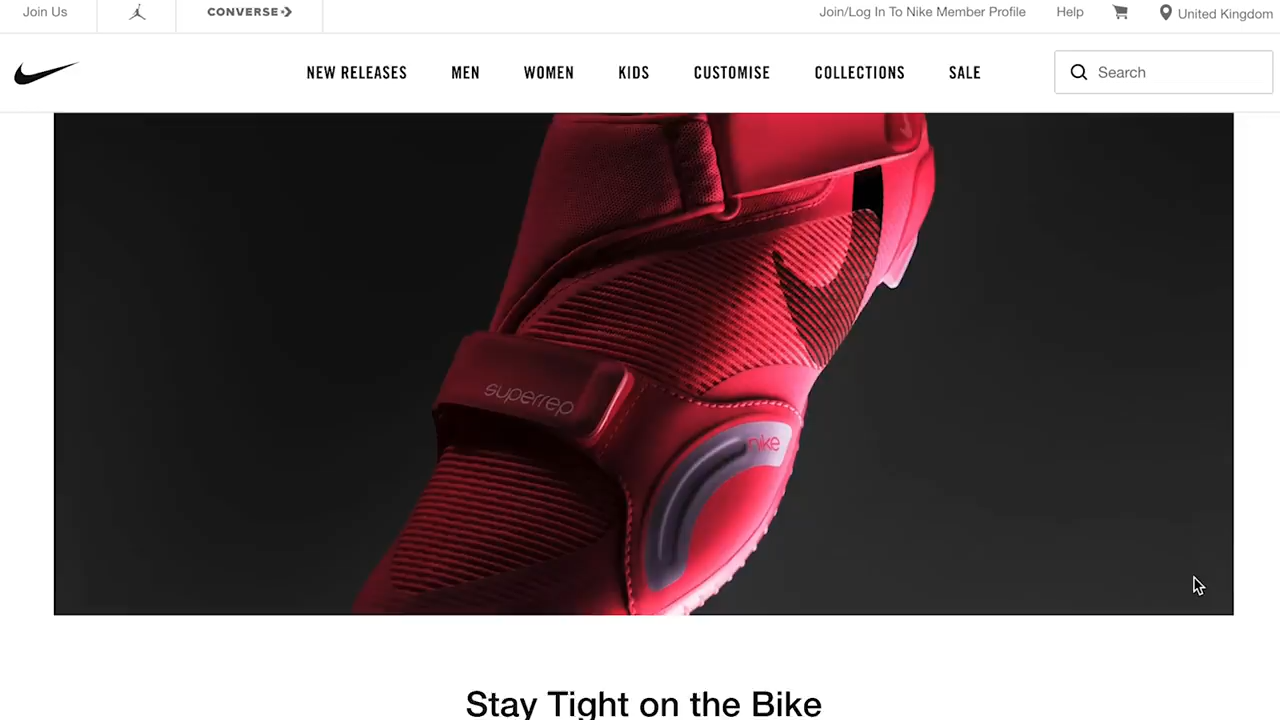 Join Us
CONVERSE
Join/Log In To Nike Member Profile
Help
United Kingdom
NEW RELEASES
MEN
WOMEN
KIDS
CUSTOMISE
COLLECTIONS
SALE
Search
superrep
nike
Stay Tight on the Bike